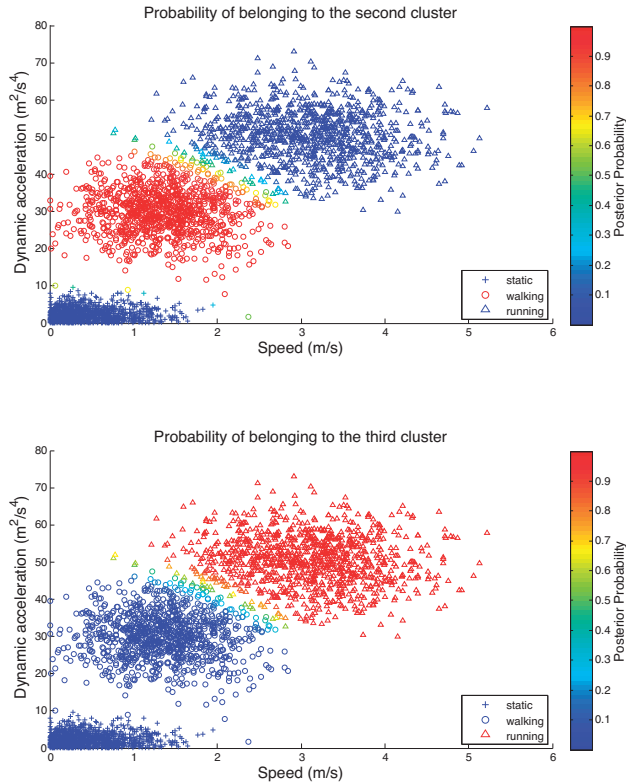 Probability of belonging to the second cluster
80
70
60
50
40
30
20
10
0
Dynamic acceleration (m²/s⁴)
0 1 2 3 4 5 6
Speed (m/s)
static
walking
running
0.9
0.8
0.7
0.6
0.5
0.4
0.3
0.2
0.1
Posterior Probability
Probability of belonging to the third cluster
80
70
60
50
40
30
20
10
0
Dynamic acceleration (m²/s⁴)
0 1 2 3 4 5 6
Speed (m/s)
static
walking
running
0.9
0.8
0.7
0.6
0.5
0.4
0.3
0.2
0.1
Posterior Probability